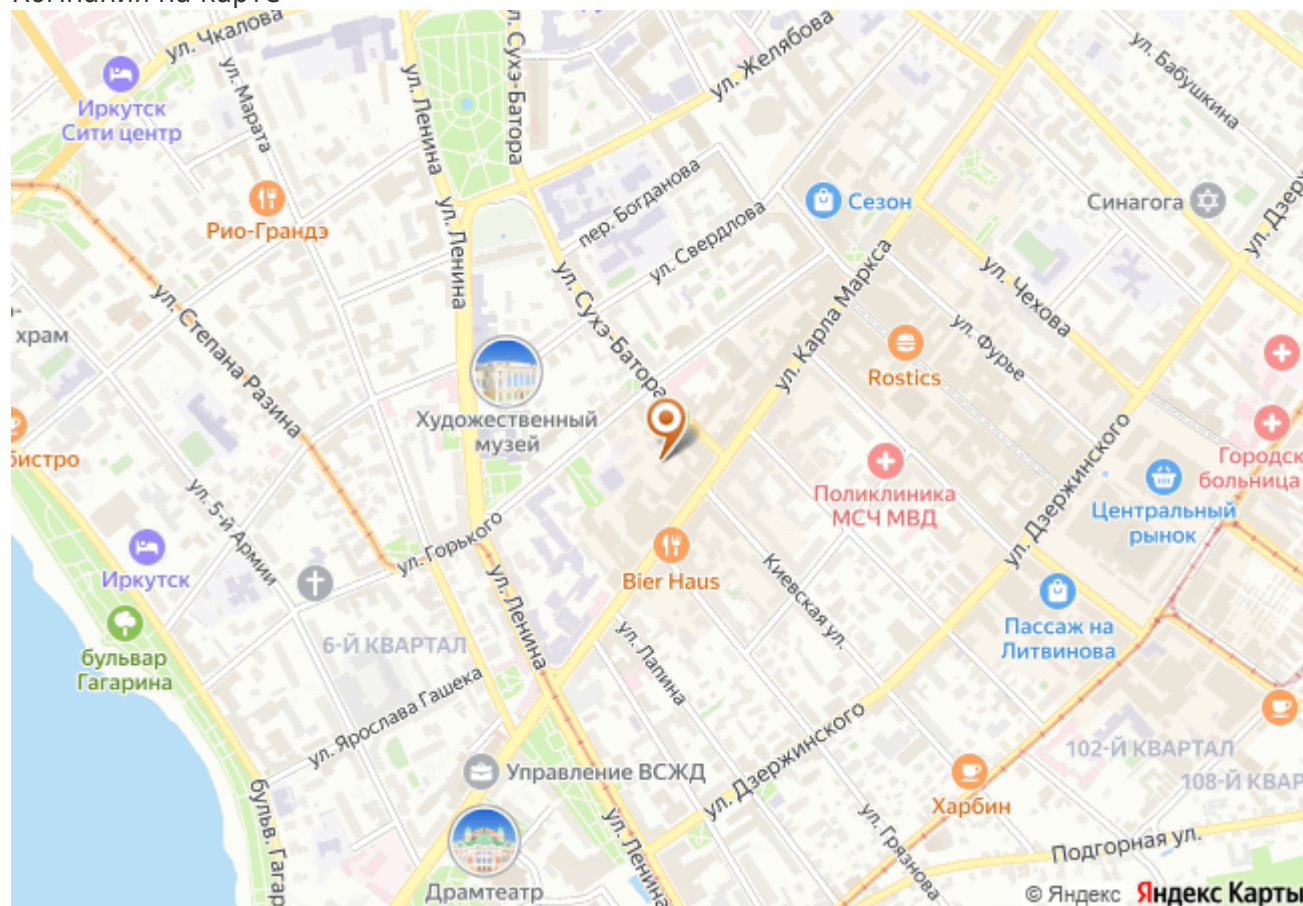 ул. Чкалова
ул. Сухэ-Батора
ул. Желябова
ул. Бабушкина
Иркутск
Сити центр
ул. Марата
ул. Ленина
пер. Богданова
Сезон
Синагога
Рио-Грандэ
ул. Ленина
ул. Свердлова
ул. Степана Разина
ул. Сухэ-Батора
ул. Карла Маркса
ул. Чехова
ул. Фурье
храм
Rostics
Художественный
музей
ул. 5-й Армии
Поликлиника
МСЧ МВД
ул. Дзержинского
Центральный
рынок
больница
ул. Горького
Иркутск
Bier Haus
Киевская ул.
Пассаж на
Литвинова
бульвар
Гагарина
6-Й КВАРТАЛ
ул. Ленина
ул. Лапина
ул. Ярослава Гашека
ул. Дзержинского
102-Й КВАРТАЛ
108-Й КВАР
Управление ВСЖД
Харбин
ул. Грязнова
Подгорная ул.
бульв. Гагар
Драмтеатр
ул. Ленина
© Яндекс Яндекс Карты